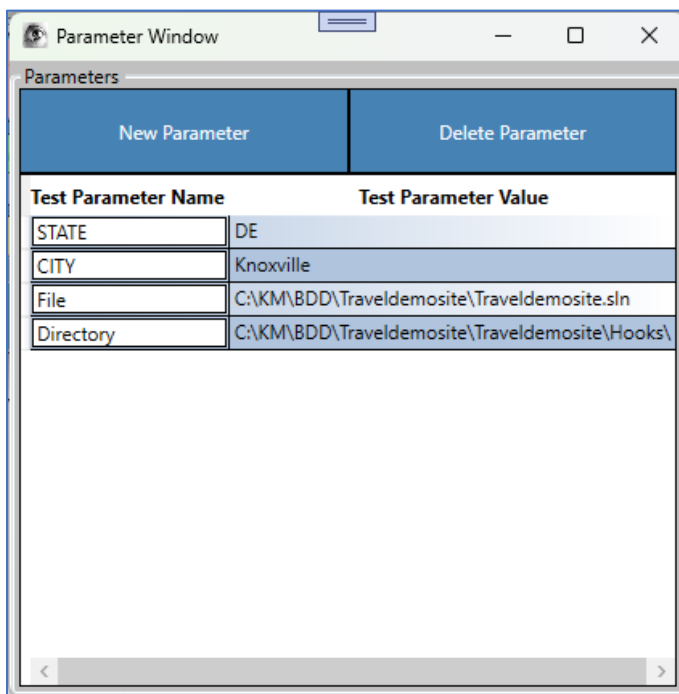 Parameter Window
Parameters
New Parameter Delete Parameter
Test Parameter Name Test Parameter Value
STATE DE
CITY Knoxville
File C:\KM\BDD\Traveldemosite\Traveldemosite.sln
Directory C:\KM\BDD\Traveldemosite\Traveldemosite\Hooks\